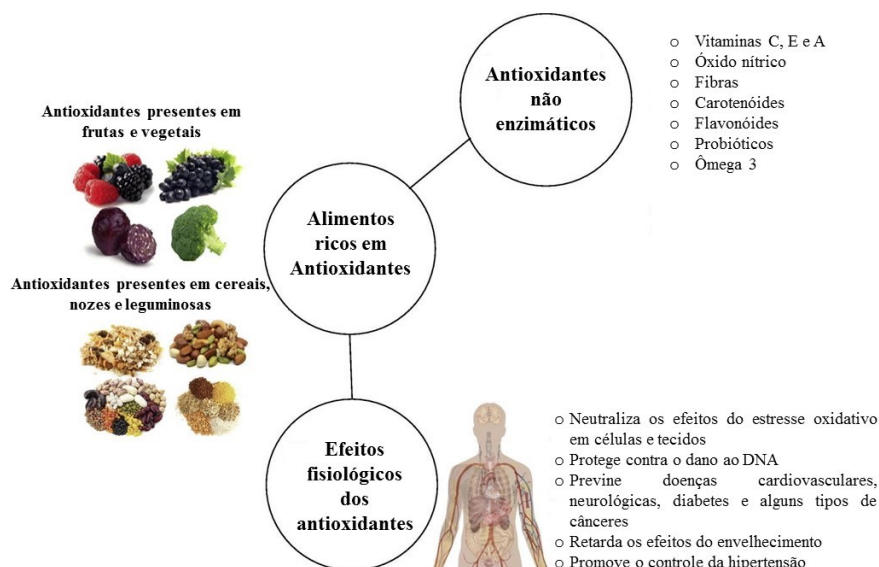 Antioxidantes
não
enzimáticos
o Vitaminas C, E e A
o Óxido nítrico
o Fibras
o Carotenóides
o Flavonóides
o Probióticos
o Ômega 3
Antioxidantes presentes em
frutas e vegetais
Alimentos
ricos em
Antioxidantes
Antioxidantes presentes em cereais,
nozes e leguminosas
Efeitos
fisiológicos
dos
antioxidantes
o Neutraliza os efeitos do estresse oxidativo
em células e tecidos
o Protege contra o dano ao DNA
o Previne doenças cardiovasculares,
neurológicas, diabetes e alguns tipos de
cânceres
o Retarda os efeitos do envelhecimento
o Promove o controle da hipertensão